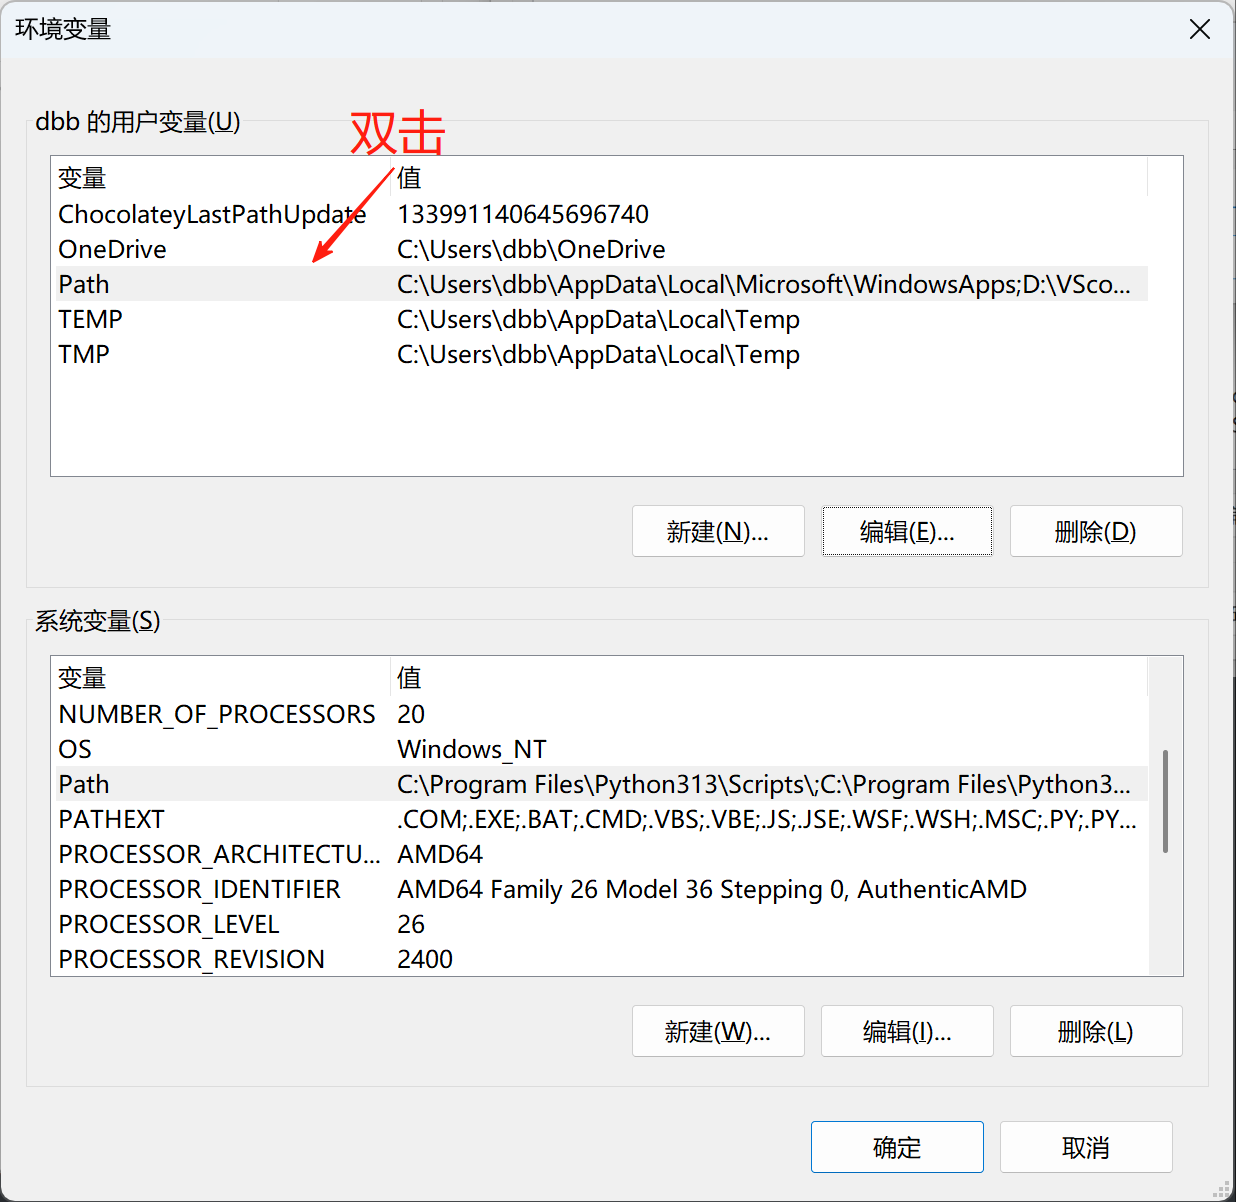 环境变量
dbb 的用户变量(U)
双击
变量 值
ChocolateyLastPathUpdate 133991140645696740
OneDrive C:\Users\dbb\OneDrive
Path C:\Users\dbb\AppData\Local\Microsoft\WindowsApps;D:\VSco...
TEMP C:\Users\dbb\AppData\Local\Temp
TMP C:\Users\dbb\AppData\Local\Temp
新建(N)... 编辑(E)... 删除(D)
系统变量(S)
变量 值
NUMBER_OF_PROCESSORS 20
OS Windows_NT
Path C:\Program Files\Python313\Scripts\;C:\Program Files\Python3...
PATHEXT .COM;.EXE;.BAT;.CMD;.VBS;.VBE;.JS;.JSE;.WSF;.WSH;.MSC;.PY;.PY...
PROCESSOR_ARCHITECTU... AMD64
PROCESSOR_IDENTIFIER AMD64 Family 26 Model 36 Stepping 0, AuthenticAMD
PROCESSOR_LEVEL 26
PROCESSOR_REVISION 2400
新建(W)... 编辑(I)... 删除(L)
确定 取消